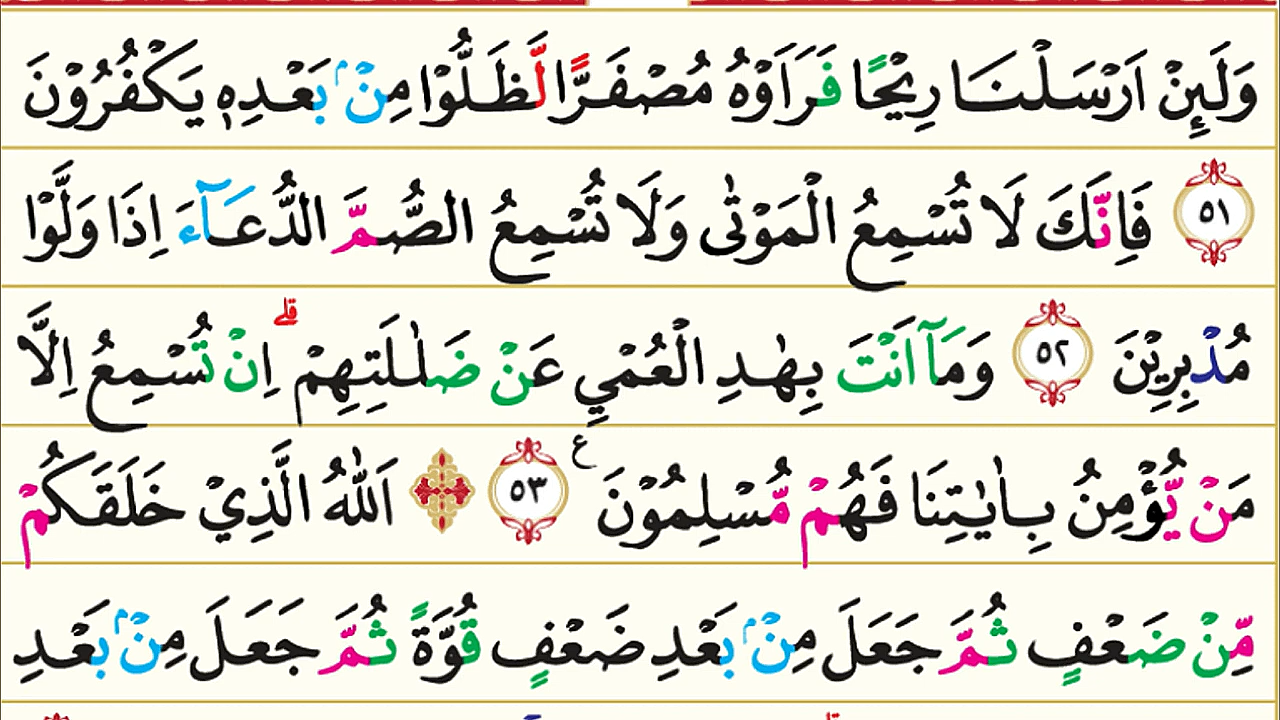 وَلَىِٕنْ اَرْسَلْنَا رِيْحًا فَرَاَوْهُ مُصْفَرًّا لَّظَلُّوْا مِنْۢ بَعْدِهٖ يَكْفُرُوْنَ
٥١ فَاِنَّكَ لَا تُسْمِعُ الْمَوْتٰى وَلَا تُسْمِعُ الصُّمَّ الدُّعَآءَ اِذَا وَلَّوْا
مُدْبِرِيْنَ ٥٢ وَمَآ اَنْتَ بِهٰدِ الْعُمْيِ عَنْ ضَلٰلَتِهِمْ ۗ اِنْ تُسْمِعُ اِلَّا
مَنْ يُّؤْمِنُ بِاٰيٰتِنَا فَهُمْ مُّسْلِمُوْنَ ع ٥٣ ۞ اَللّٰهُ الَّذِيْ خَلَقَكُمْ
مِّنْ ضَعْفٍ ثُمَّ جَعَلَ مِنْۢ بَعْدِ ضَعْفٍ قُوَّةً ثُمَّ جَعَلَ مِنْۢ بَعْدِ